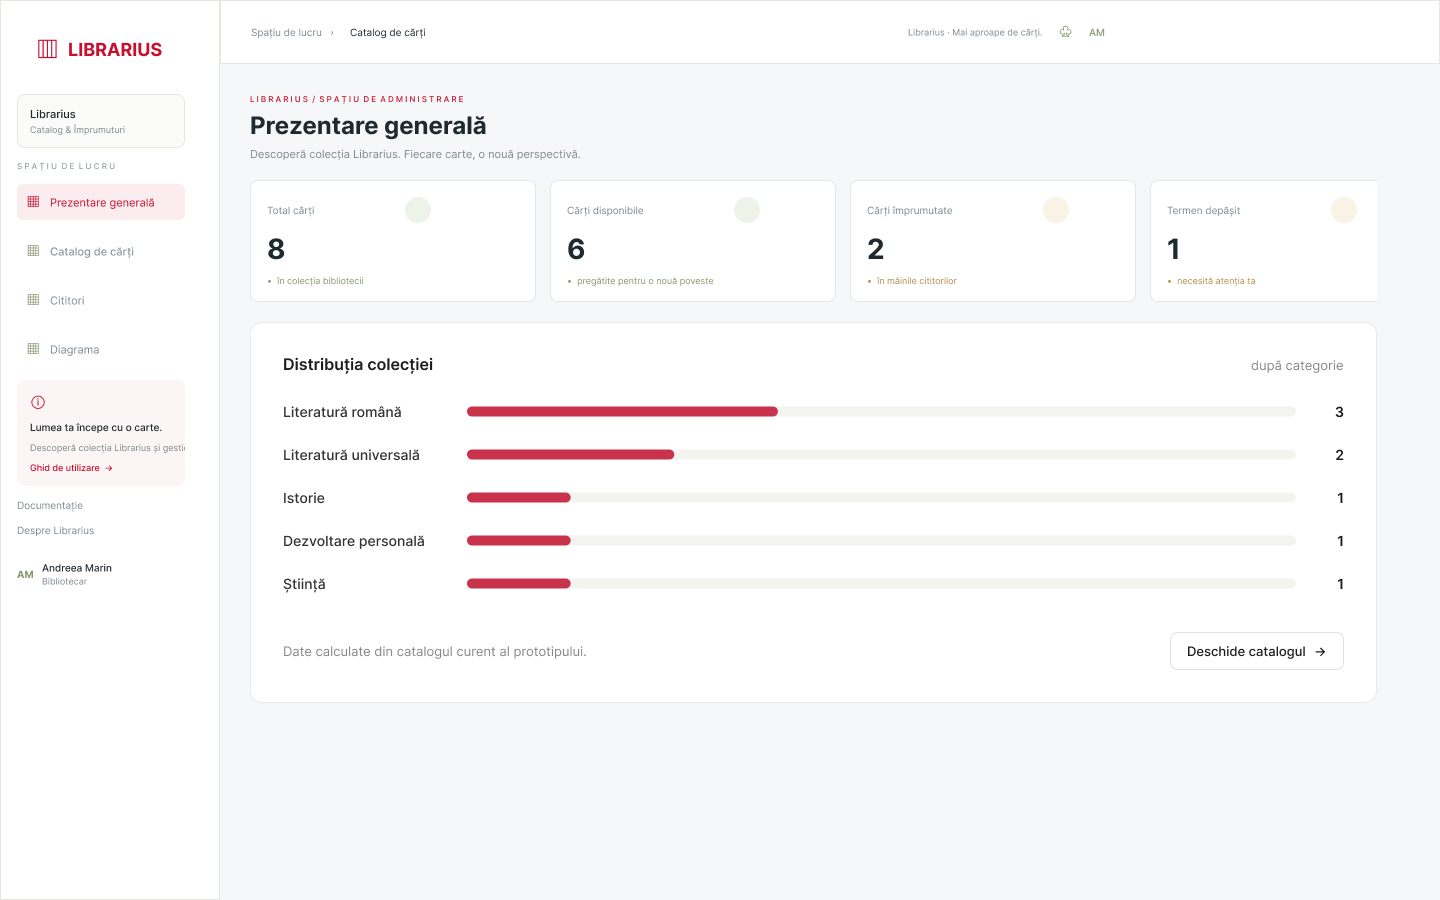 LIBRARIUS
Librarius
Catalog & Împrumuturi
SPAȚIU DE LUCRU
Prezentare generală
Catalog de cărți
Cititori
Diagrama
Lumea ta începe cu o carte.
Descoperă colecția Librarius și gesti
Ghid de utilizare →
Documentație
Despre Librarius
AM
Andreea Marin
Bibliotecar
Spațiu de lucru › Catalog de cărți
Librarius · Mai aproape de cărți.
AM
LIBRARIUS / SPAȚIU DE ADMINISTRARE
Prezentare generală
Descoperă colecția Librarius. Fiecare carte, o nouă perspectivă.
Total cărți
8
• în colecția bibliotecii
Cărți disponibile
6
• pregătite pentru o nouă poveste
Cărți împrumutate
2
• în mâinile cititorilor
Termen depășit
1
• necesită atenția ta
Distribuția colecției
după categorie
Literatură română 3
Literatură universală 2
Istorie 1
Dezvoltare personală 1
Știință 1
Date calculate din catalogul curent al prototipului.
Deschide catalogul →